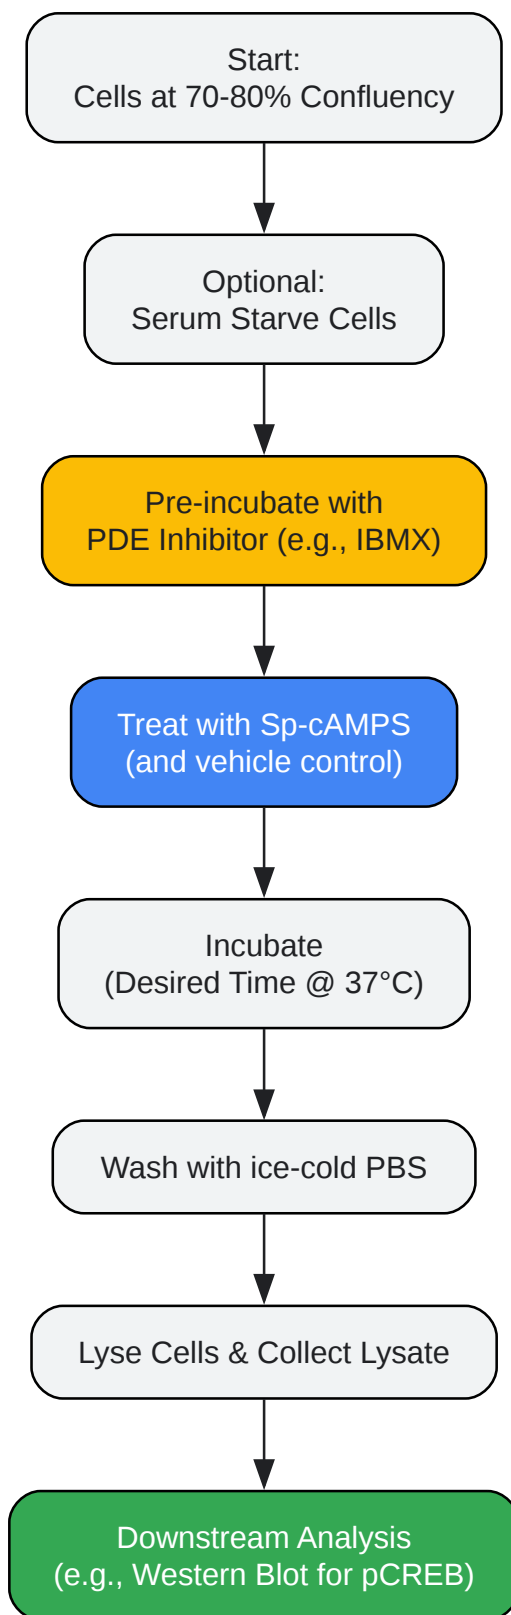 Start:
Cells at 70-80% Confluency
Optional:
Serum Starve Cells
Pre-incubate with
PDE Inhibitor (e.g., IBMX)
Treat with Sp-cAMPS
(and vehicle control)
Incubate
(Desired Time @ 37°C)
Wash with ice-cold PBS
Lyse Cells & Collect Lysate
Downstream Analysis
(e.g., Western Blot for pCREB)